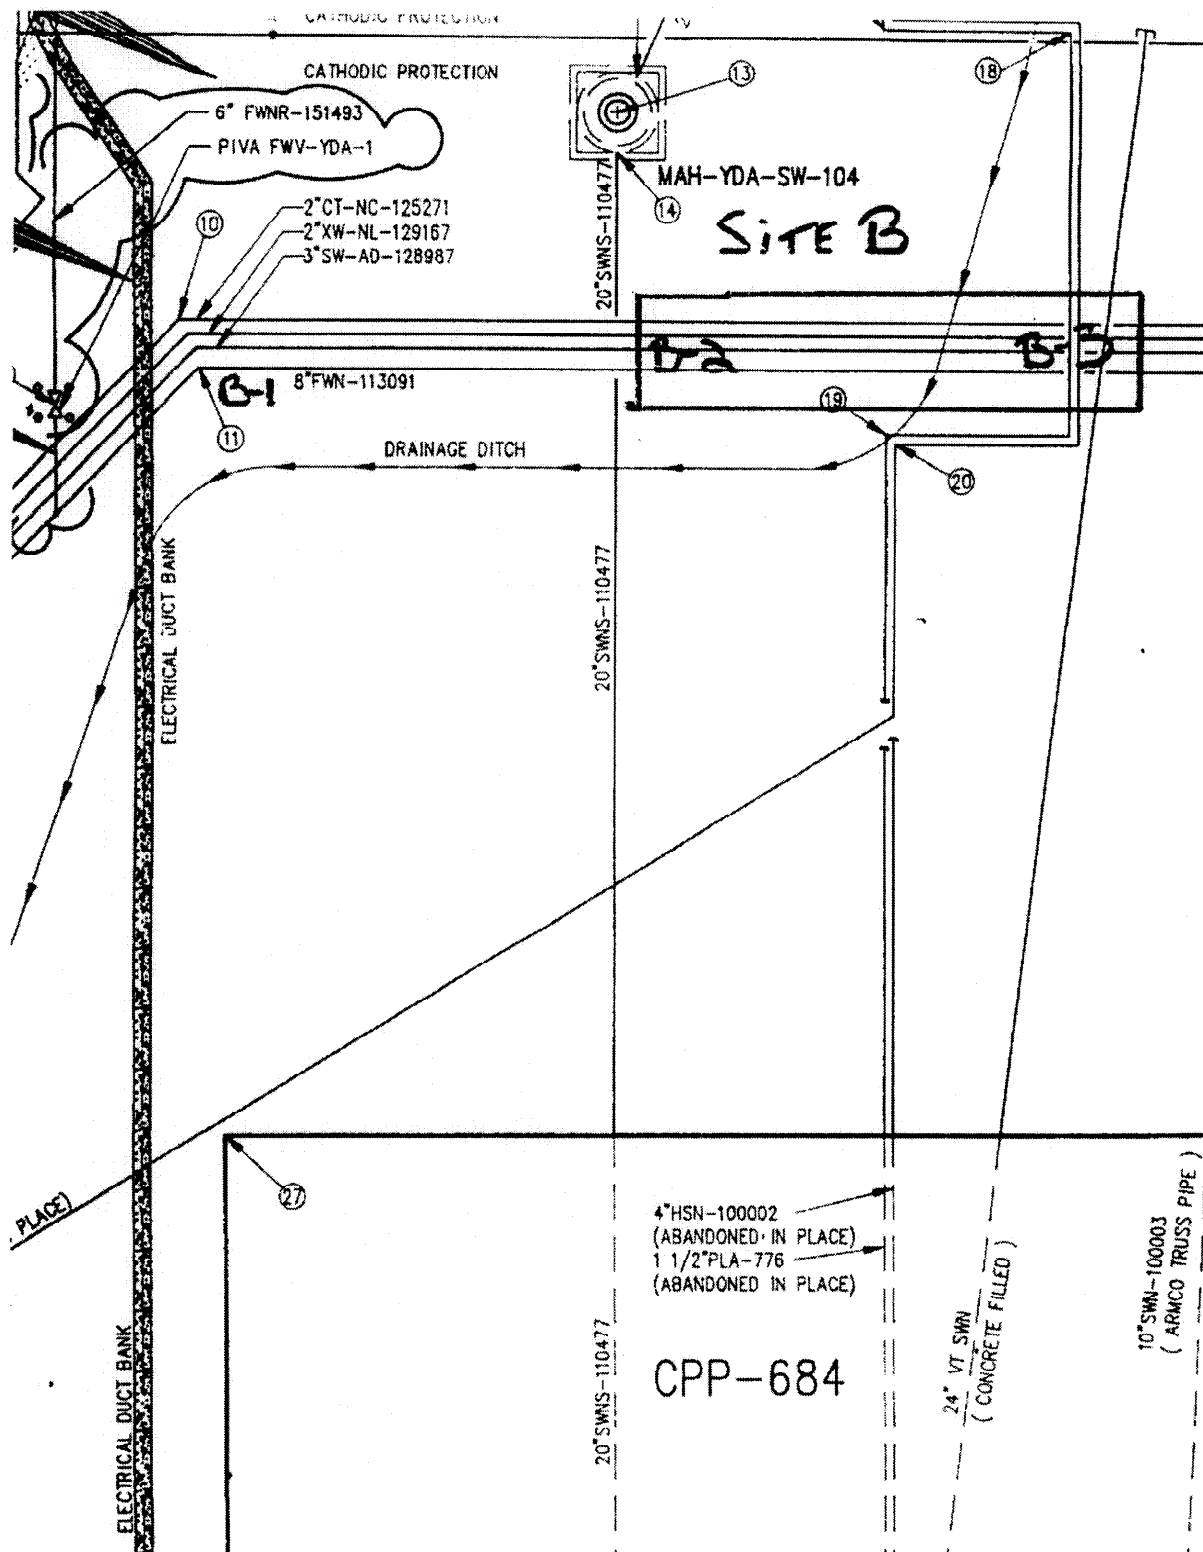 CATHODIC PROTECTION
CATHODIC PROTECTION
13
18
6" FWNR-151493
PIVA FWV-YDA-1
MAH-YDA-SW-104
14
2"CT-NC-125271
10
2"XW-NL-129167
3"SW-AD-128987
20"SWNS-110477
SiTE B
B-2
B-1
8"FWN-113091
11
19
DRAINAGE DITCH
20
ELECTRICAL DUCT BANK
20"SWNS-110477
27
PLACE)
4"HSN-100002
(ABANDONED IN PLACE)
1 1/2"PLA-776
(ABANDONED IN PLACE)
10"SWN-100003
( ARMCO TRUSS PIPE )
24" VT SWN
( CONCRETE FILLED )
20"SWNS-110477
CPP-684
ELECTRICAL DUCT BANK